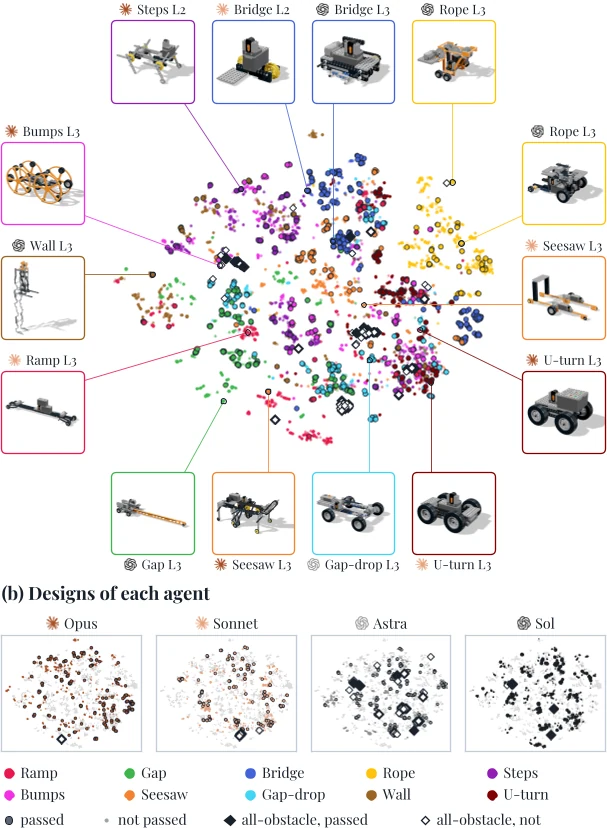 Steps L2
Bridge L2
Bridge L3
Rope L3
Bumps L3
Rope L3
Wall L3
Seesaw L3
Ramp L3
U-turn L3
Gap L3
Seesaw L3
Gap-drop L3
U-turn L3
(b) Designs of each agent
Opus
Sonnet
Astra
Sol
Ramp
Gap
Bridge
Rope
Steps
Bumps
Seesaw
Gap-drop
Wall
U-turn
passed
not passed
all-obstacle, passed
all-obstacle, not